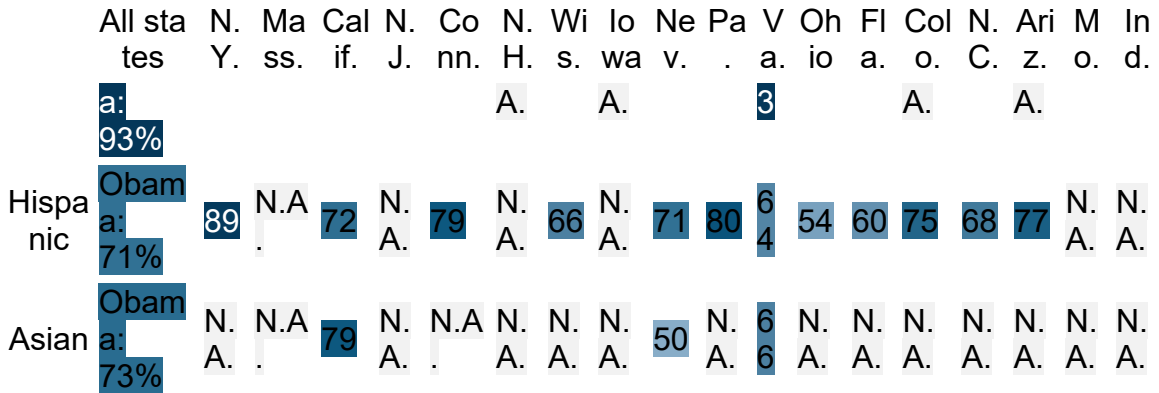 All sta N. Ma Cal N. Co N. Wi Io Ne Pa V Oh Fl Col N. Ari M In
tes Y. ss. if. J. nn. H. s. wa v. . a. io a. o. C. z. o. d.
a: A. A. 3 A. A.
93%
Obam
Hispa N.A N. N. N. 6 N. N.
a: 89 72 79 66 71 80 54 60 75 68 77
nic . A. A. A. 4 A. A.
71%
Obam
N. N.A N. N.A N. N. N. N. 6 N. N. N. N. N. N. N.
Asian a: 79 50
A. . A. . A. A. A. A. 6 A. A. A. A. A. A. A.
73%